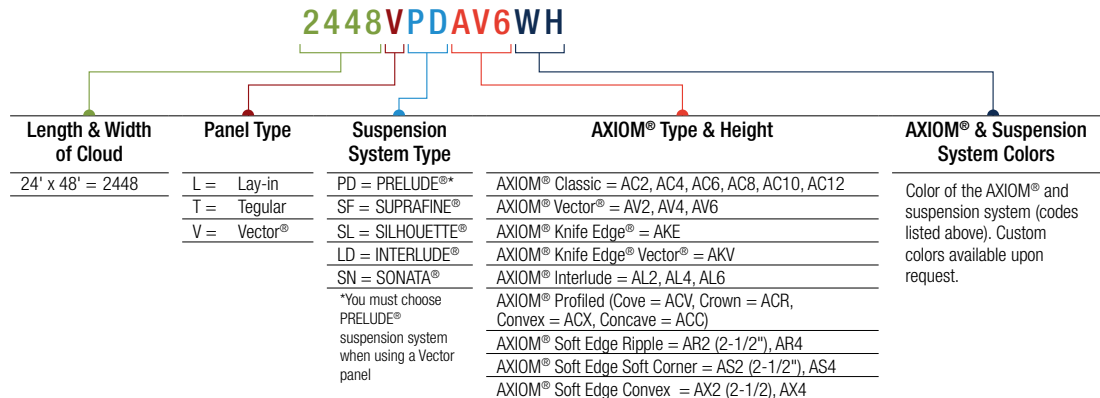 2448VPDAV6WH
Length & Width
of Cloud
24' x 48' = 2448
Panel Type
L = Lay-in
T = Tegular
V = Vector®
Suspension
System Type
PD = PRELUDE®*
SF = SUPRAFINE®
SL = SILHOUETTE®
LD = INTERLUDE®
SN = SONATA®
*You must choose
PRELUDE®
suspension system
when using a Vector
panel
AXIOM® Type & Height
AXIOM® Classic = AC2, AC4, AC6, AC8, AC10, AC12
AXIOM® Vector® = AV2, AV4, AV6
AXIOM® Knife Edge® = AKE
AXIOM® Knife Edge® Vector® = AKV
AXIOM® Interlude = AL2, AL4, AL6
AXIOM® Profiled (Cove = ACV, Crown = ACR,
Convex = ACX, Concave = ACC)
AXIOM® Soft Edge Ripple = AR2 (2-1/2"), AR4
AXIOM® Soft Edge Soft Corner = AS2 (2-1/2"), AS4
AXIOM® Soft Edge Convex = AX2 (2-1/2), AX4
AXIOM® & Suspension
System Colors
Color of the AXIOM® and
suspension system (codes
listed above). Custom
colors available upon
request.